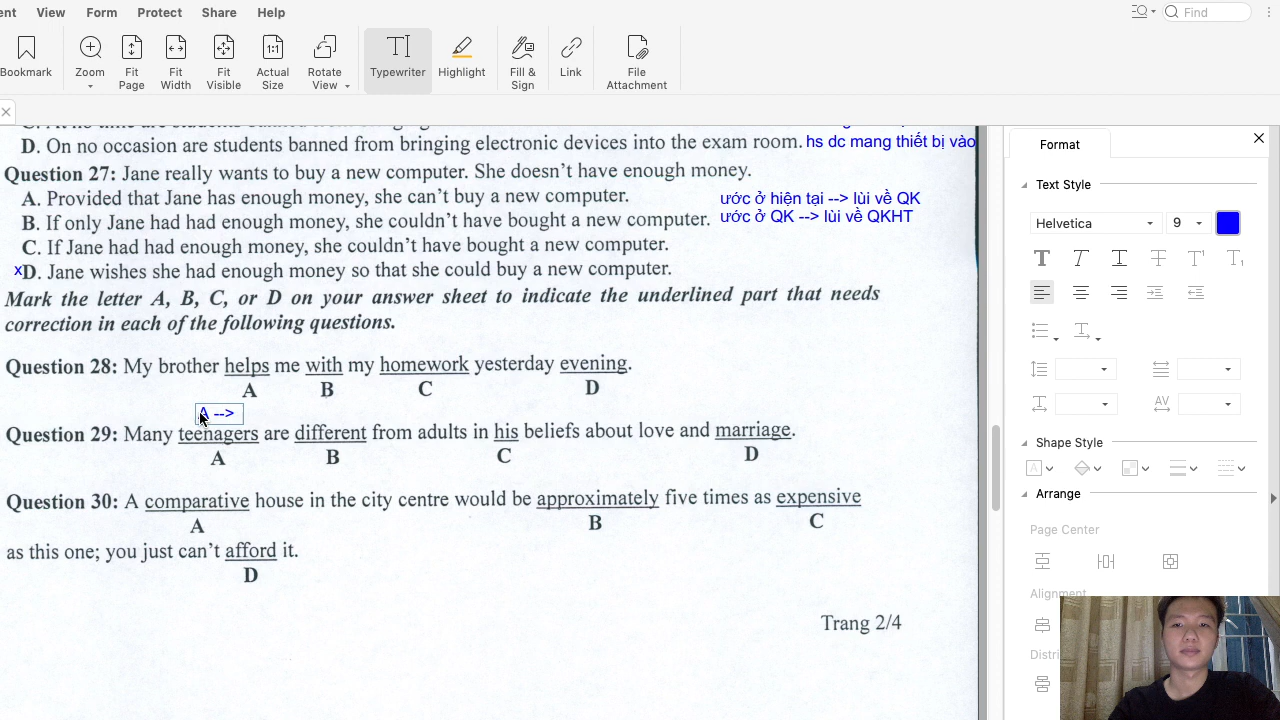 ent View Form Protect Share Help
Find
Bookmark Zoom Fit Page Fit Width Fit Visible 1:1 Actual Size Rotate View Typewriter Highlight Fill & Sign Link File Attachment
D. On no occasion are students banned from bringing electronic devices into the exam room. hs dc mang thiết bị vào
Question 27: Jane really wants to buy a new computer. She doesn't have enough money.
A. Provided that Jane has enough money, she can't buy a new computer. ước ở hiện tại --> lùi về QK
B. If only Jane had had enough money, she couldn't have bought a new computer. ước ở QK --> lùi về QKHT
C. If Jane had had enough money, she couldn't have bought a new computer.
xD. Jane wishes she had enough money so that she could buy a new computer.
Mark the letter A, B, C, or D on your answer sheet to indicate the underlined part that needs
correction in each of the following questions.
Question 28: My brother helps me with my homework yesterday evening.
A B C D
A -->
Question 29: Many teenagers are different from adults in his beliefs about love and marriage.
A B C D
Question 30: A comparative house in the city centre would be approximately five times as expensive
A B C
as this one; you just can't afford it.
D
Trang 2/4
Format
Text Style
Helvetica 9
Shape Style
Arrange
Page Center
Alignment
Distri